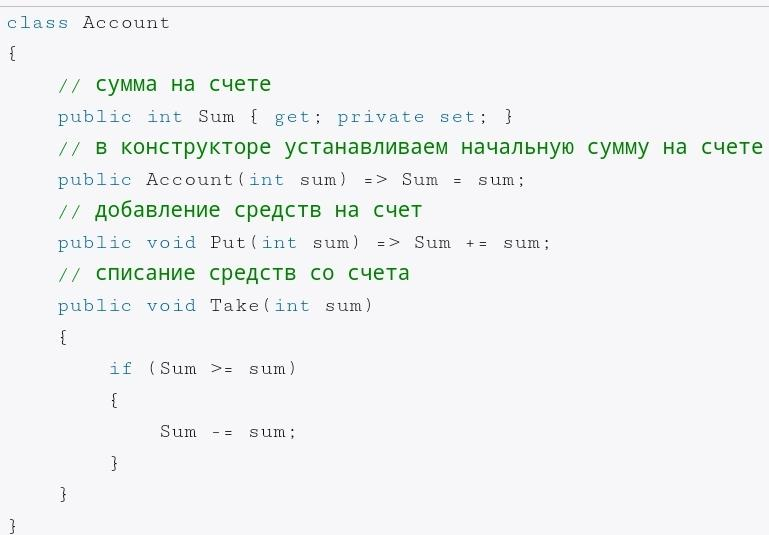 class Account
{
// сумма на счете
public int Sum { get; private set; }
// в конструкторе устанавливаем начальную сумму на счете
public Account(int sum) => Sum = sum;
// добавление средств на счет
public void Put(int sum) => Sum += sum;
// списание средств со счета
public void Take(int sum)
{
if (Sum >= sum)
{
Sum -= sum;
}
}
}